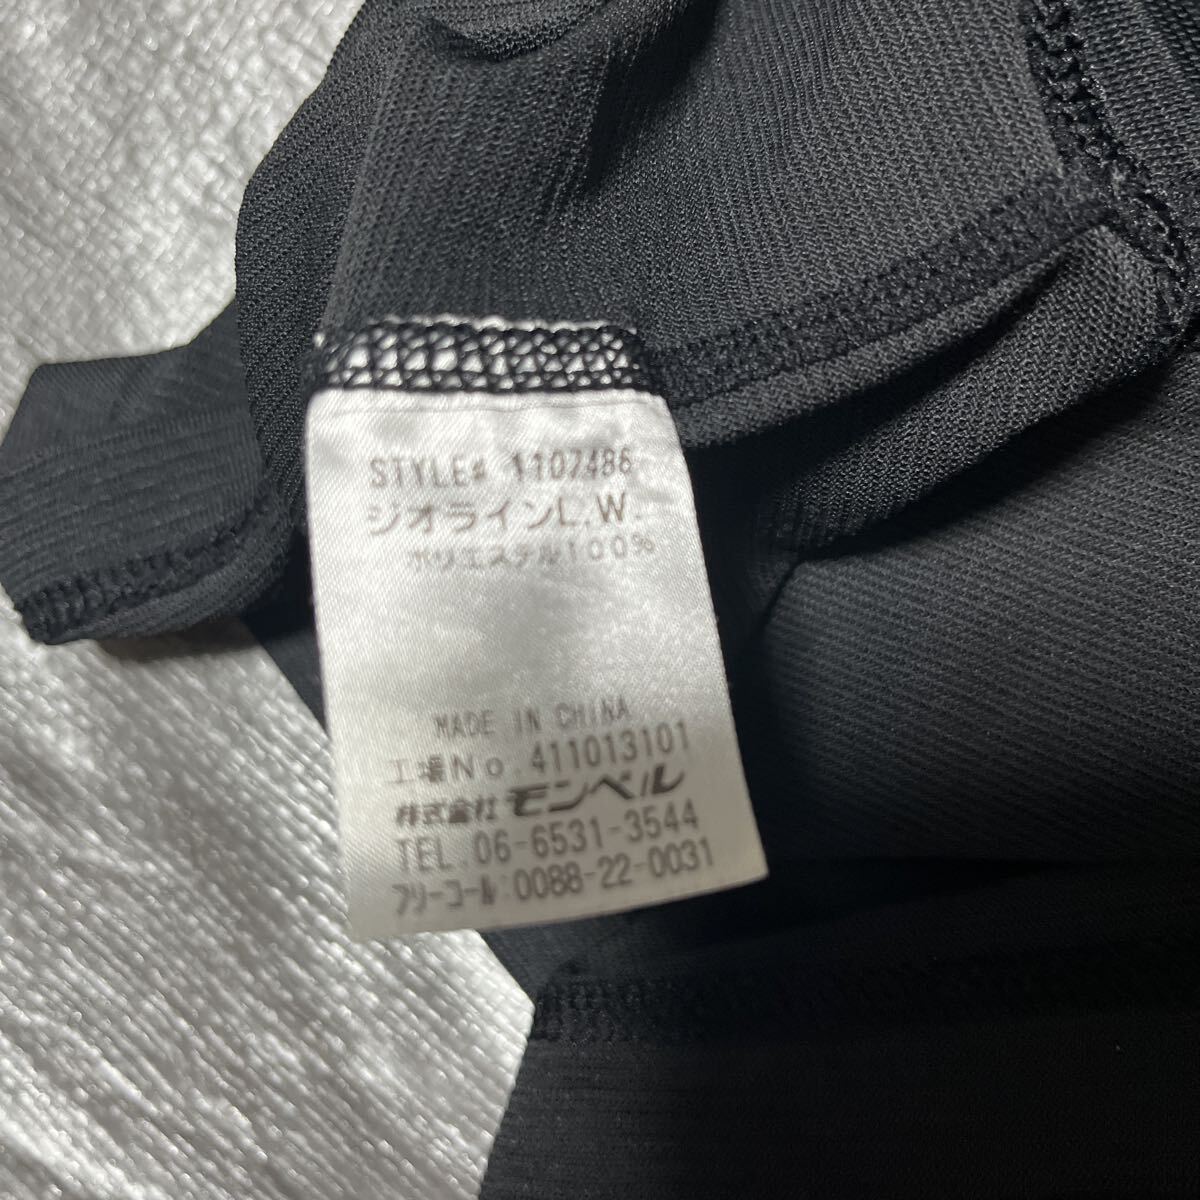 STYLE# 1107486
ジオラインL.W.
ポリエステル100%
MADE IN CHINA
工場No.411013101
株式会社モンベル
TEL.06-6531-3544
フリーコール:0088-22-0031